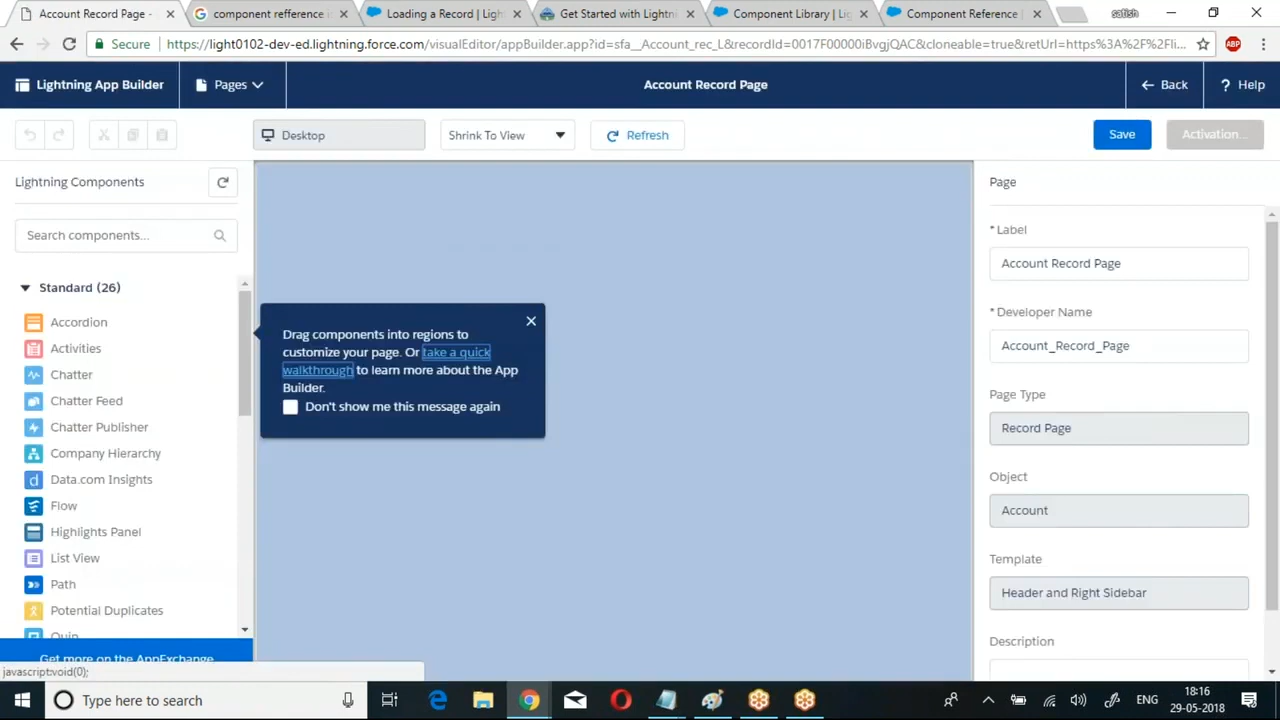 Account Record Page -
component refference i
Loading a Record | Ligh
Get Started with Lightni
Component Library | Lig
Component Reference |
satish
Secure
https://light0102-dev-ed.lightning.force.com/visualEditor/appBuilder.app?id=sfa__Account_rec_L&recordId=0017F00000iBvgjQAC&cloneable=true&retUrl=https%3A%2F%2Fli...
ABP
Lightning App Builder
Pages
Account Record Page
Back
? Help
Desktop
Shrink To View
Refresh
Save
Activation...
Lightning Components
Search components...
Standard (26)
Accordion
Activities
Chatter
Chatter Feed
Chatter Publisher
Company Hierarchy
Data.com Insights
Flow
Highlights Panel
List View
Path
Potential Duplicates
Quip
Get more on the AppExchange
javascript:void(0);
Drag components into regions to
customize your page. Or take a quick
walkthrough to learn more about the App
Builder.
Don't show me this message again
Page
* Label
Account Record Page
* Developer Name
Account_Record_Page
Page Type
Record Page
Object
Account
Template
Header and Right Sidebar
Description
Type here to search
ENG
18:16
29-05-2018